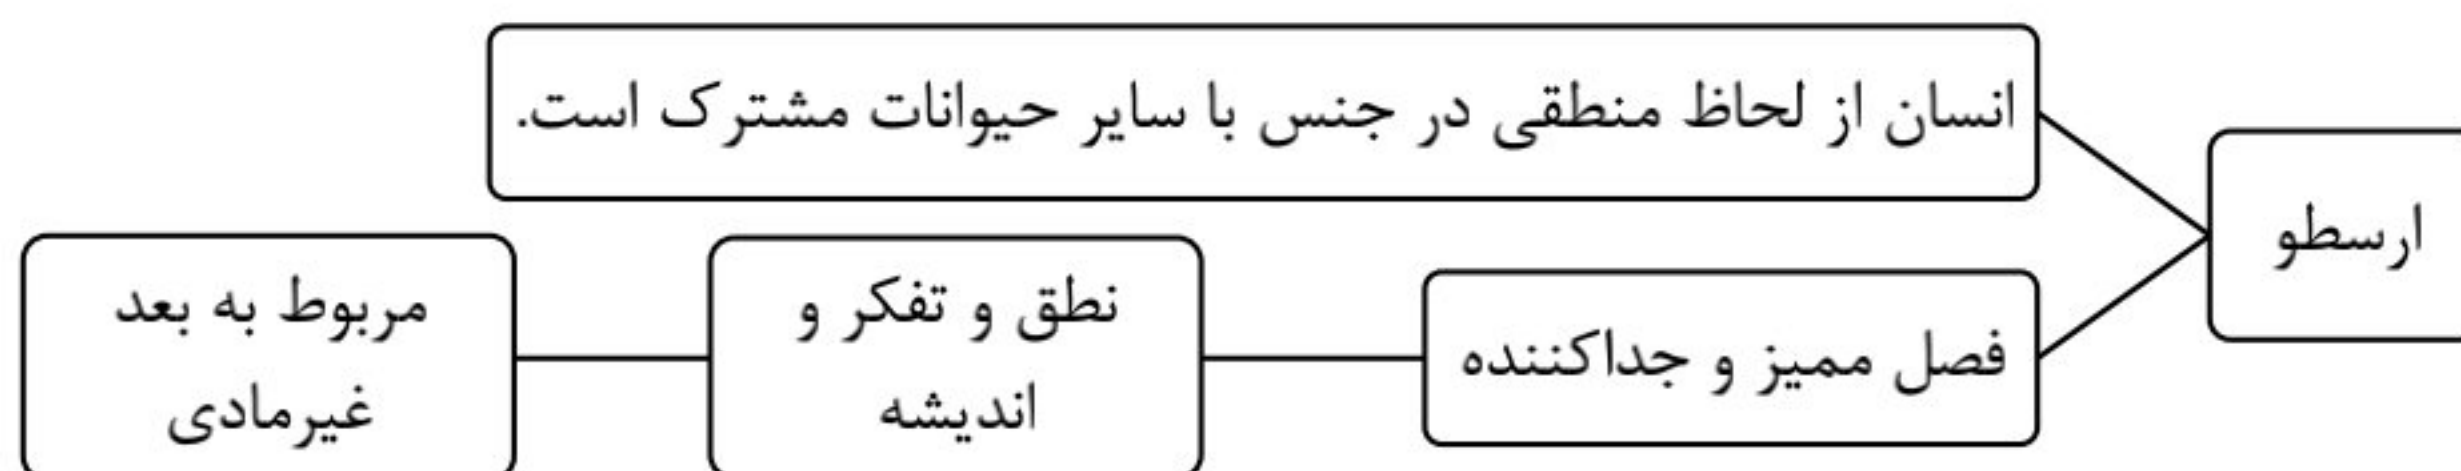 ارسطو
انسان از لحاظ منطقی در جنس با سایر حیوانات مشترک است.
فصل ممیز و جداکننده
نطق و تفکر و
اندیشه
مربوط به بعد
غیرمادی